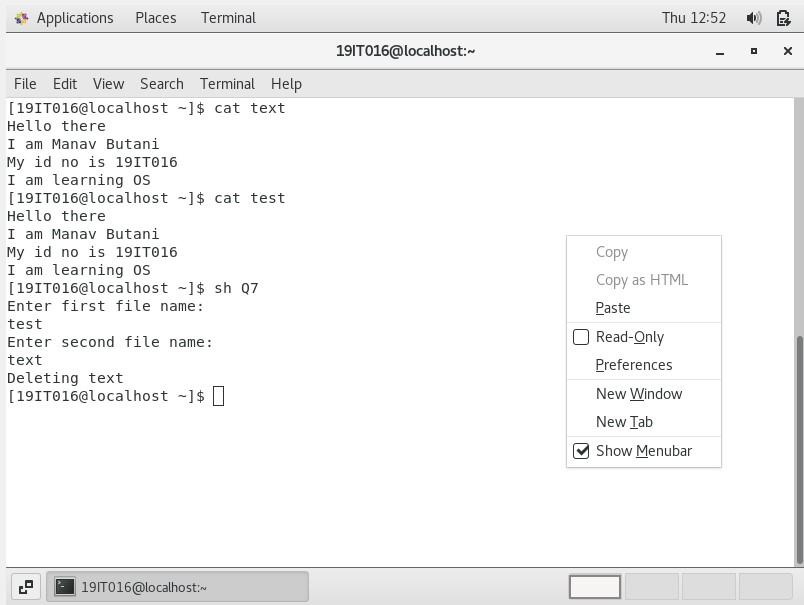 Applications Places Terminal Thu 12:52
19IT016@localhost:~
File Edit View Search Terminal Help
[19IT016@localhost ~]$ cat text
Hello there
I am Manav Butani
My id no is 19IT016
I am learning OS
[19IT016@localhost ~]$ cat test
Hello there
I am Manav Butani
My id no is 19IT016
I am learning OS
[19IT016@localhost ~]$ sh Q7
Enter first file name:
test
Enter second file name:
text
Deleting text
[19IT016@localhost ~]$
Copy
Copy as HTML
Paste
Read-Only
Preferences
New Window
New Tab
Show Menubar
19IT016@localhost:~